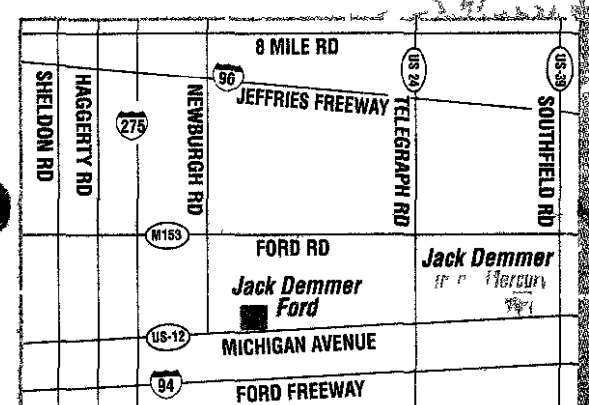 8 MILE RD
US 24
US-39
96
JEFFRIES FREEWAY
SHELDON RD
HAGGERTY RD
275
NEWBURGH RD
TELEGRAPH RD
SOUTHFIELD RD
M153
FORD RD
Jack Demmer
Mercury
Jack Demmer
Ford
US-12
MICHIGAN AVENUE
94
FORD FREEWAY